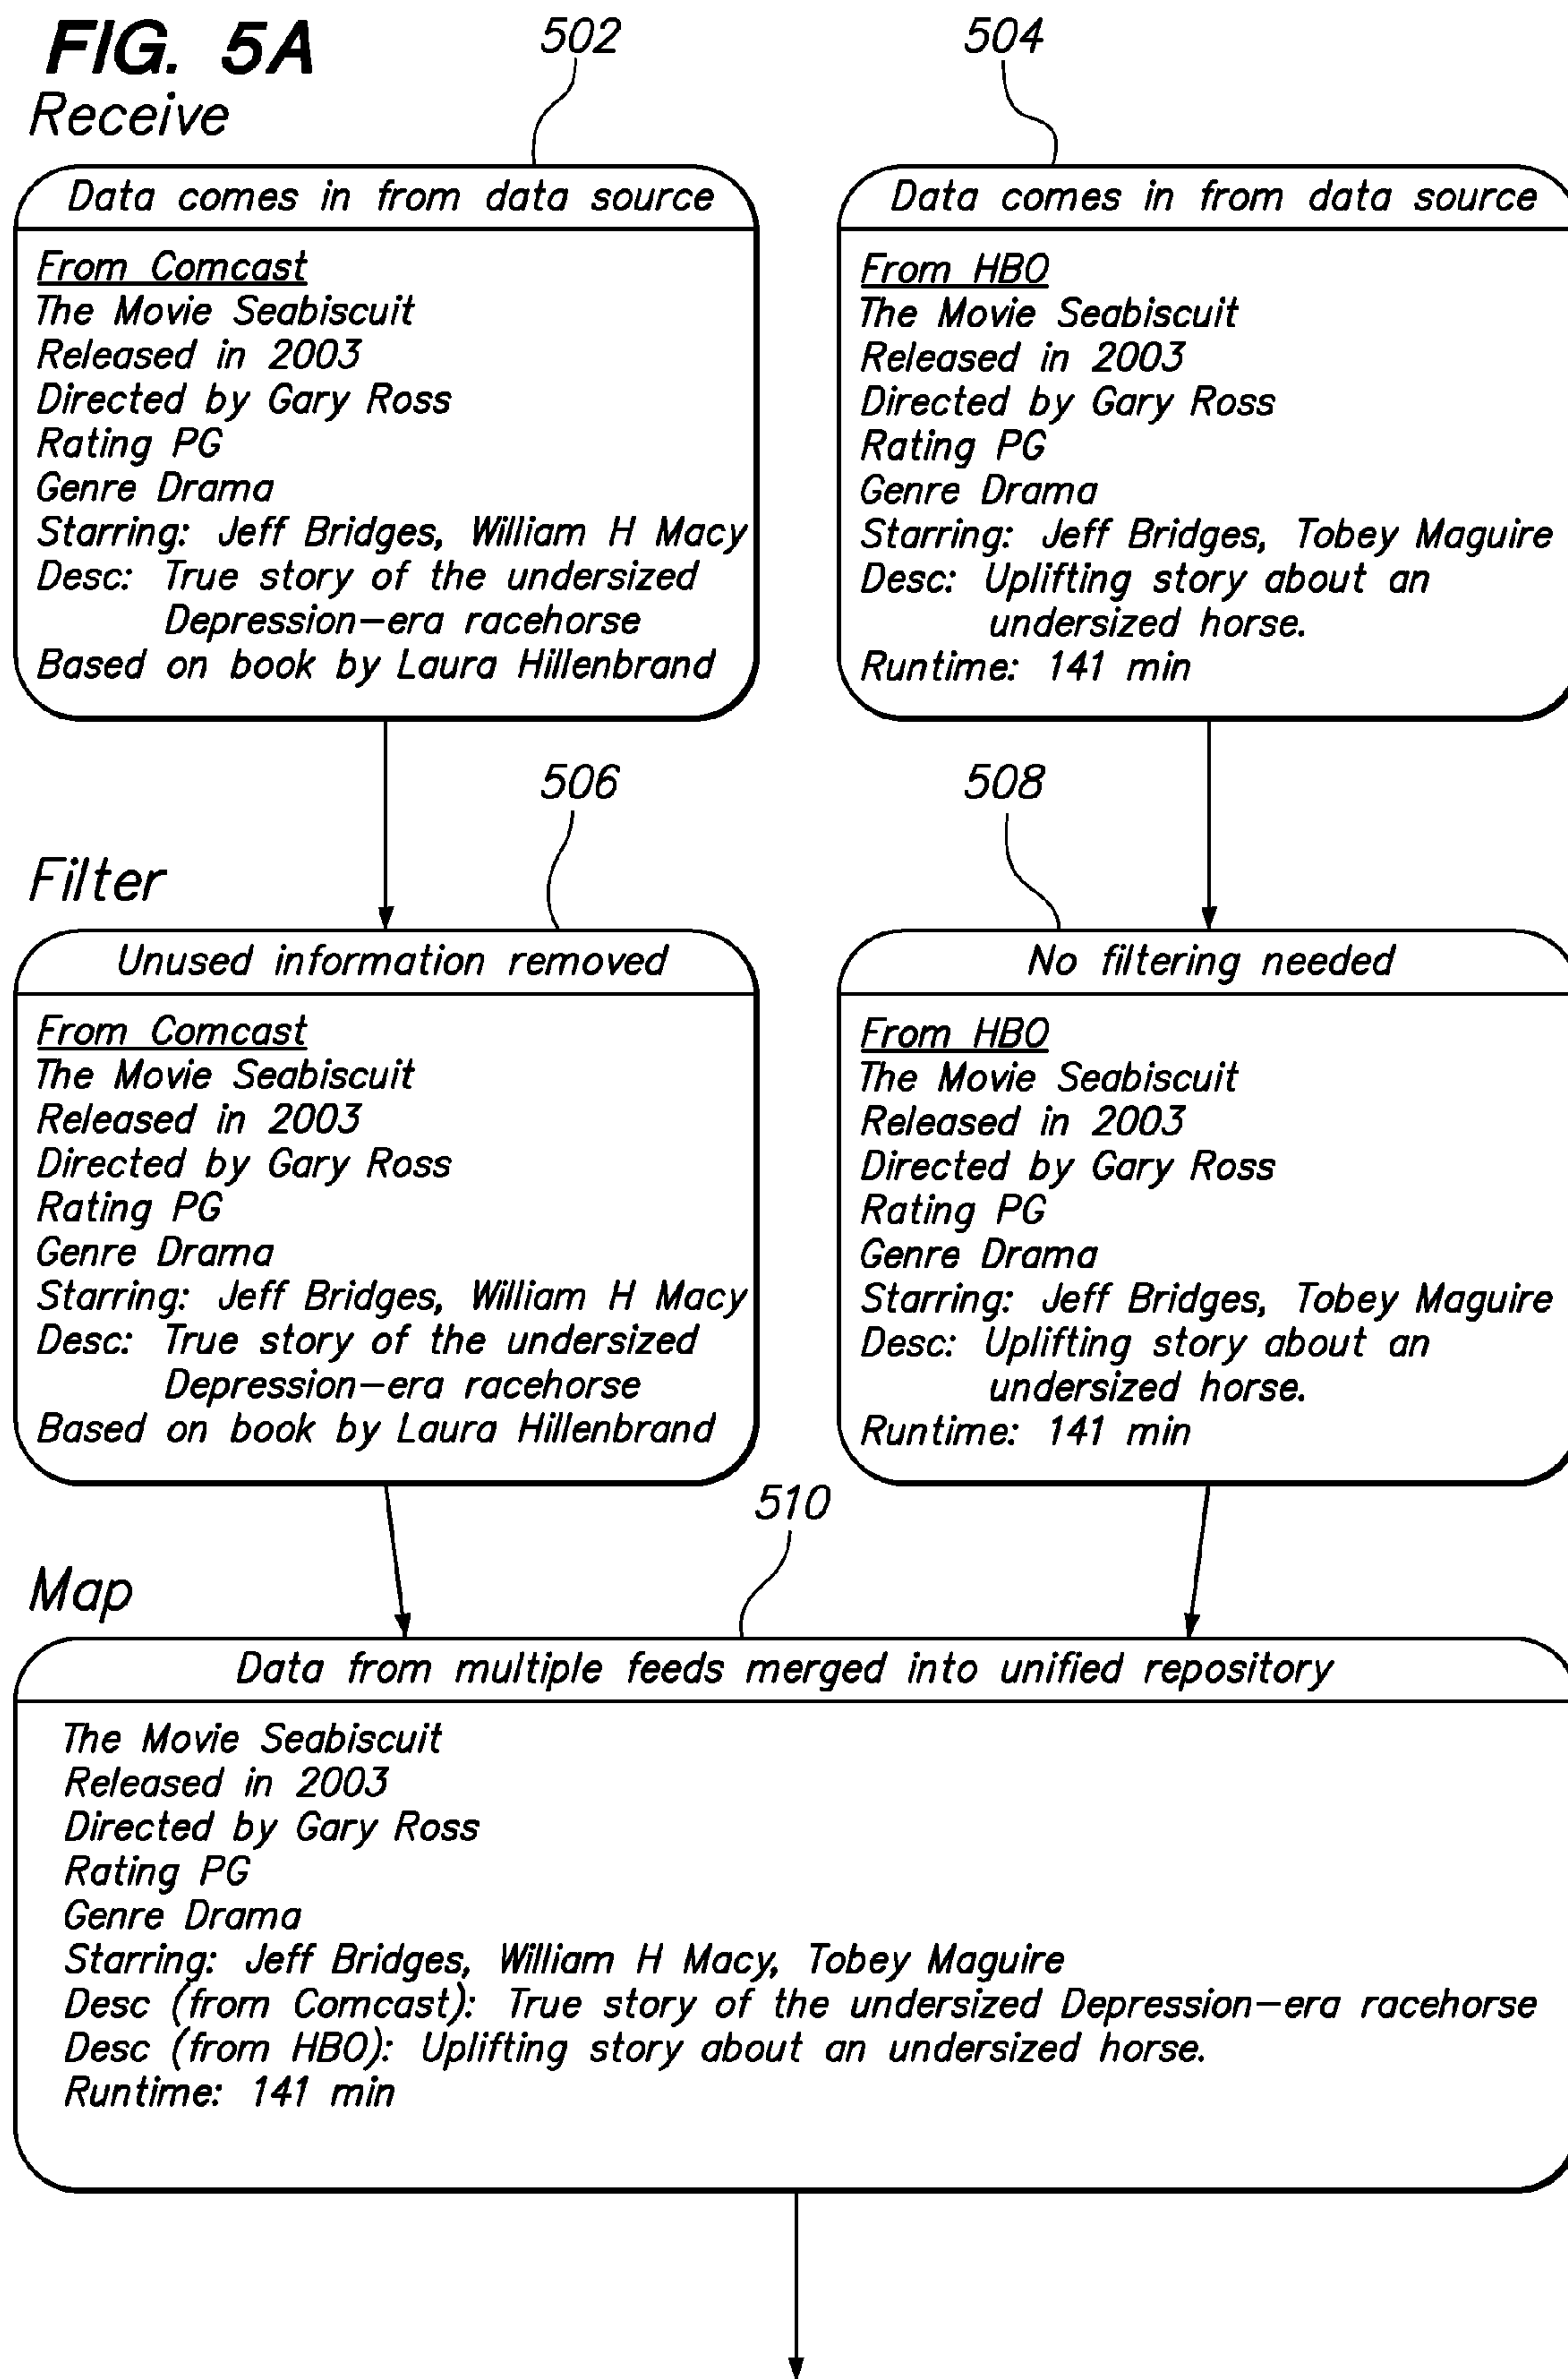 FIG. 5A
Receive
502
504
Data comes in from data source
From Comcast
The Movie Seabiscuit
Released in 2003
Directed by Gary Ross
Rating PG
Genre Drama
Starring: Jeff Bridges, William H Macy
Desc: True story of the undersized
Depression-era racehorse
Based on book by Laura Hillenbrand
Data comes in from data source
From HBO
The Movie Seabiscuit
Released in 2003
Directed by Gary Ross
Rating PG
Genre Drama
Starring: Jeff Bridges, Tobey Maguire
Desc: Uplifting story about an
undersized horse.
Runtime: 141 min
Filter
506
508
Unused information removed
From Comcast
The Movie Seabiscuit
Released in 2003
Directed by Gary Ross
Rating PG
Genre Drama
Starring: Jeff Bridges, William H Macy
Desc: True story of the undersized
Depression-era racehorse
Based on book by Laura Hillenbrand
No filtering needed
From HBO
The Movie Seabiscuit
Released in 2003
Directed by Gary Ross
Rating PG
Genre Drama
Starring: Jeff Bridges, Tobey Maguire
Desc: Uplifting story about an
undersized horse.
Runtime: 141 min
Map
510
Data from multiple feeds merged into unified repository
The Movie Seabiscuit
Released in 2003
Directed by Gary Ross
Rating PG
Genre Drama
Starring: Jeff Bridges, William H Macy, Tobey Maguire
Desc (from Comcast): True story of the undersized Depression-era racehorse
Desc (from HBO): Uplifting story about an undersized horse.
Runtime: 141 min